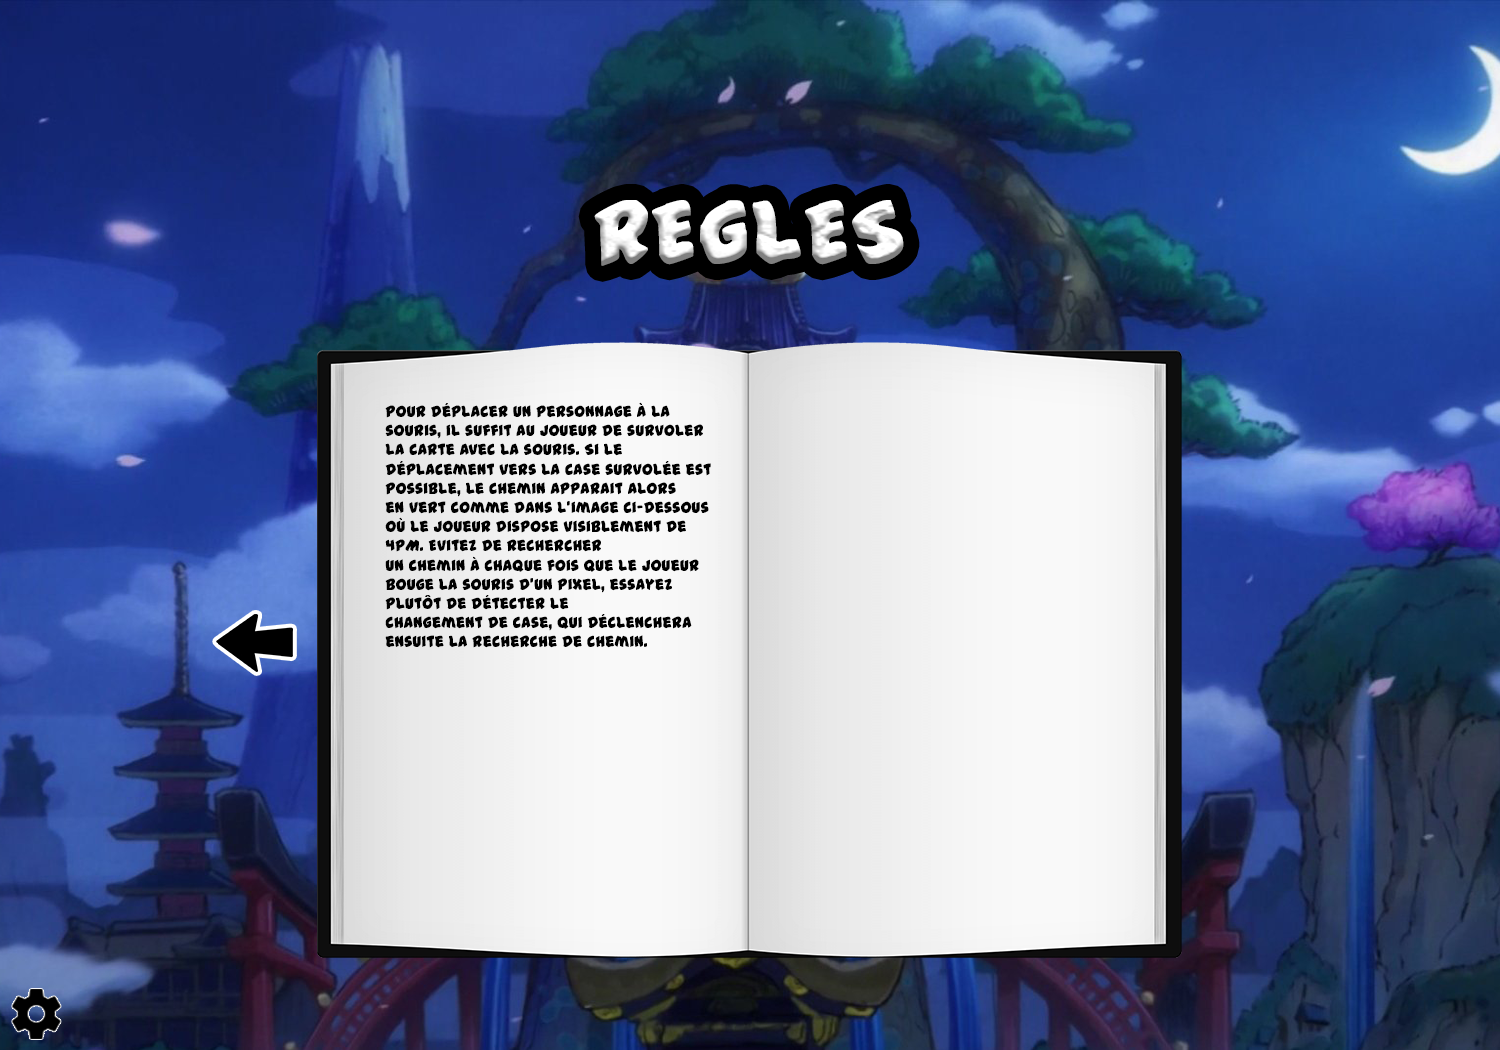 REGLES
POUR DÉPLACER UN PERSONNAGE À LA
SOURIS, IL SUFFIT AU JOUEUR DE SURVOLER
LA CARTE AVEC LA SOURIS. SI LE
DÉPLACEMENT VERS LA CASE SURVOLÉE EST
POSSIBLE, LE CHEMIN APPARAIT ALORS
EN VERT COMME DANS L'IMAGE CI-DESSOUS
OÙ LE JOUEUR DISPOSE VISIBLEMENT DE
4PM. EVITEZ DE RECHERCHER
UN CHEMIN À CHAQUE FOIS QUE LE JOUEUR
BOUGE LA SOURIS D'UN PIXEL, ESSAYEZ
PLUTÔT DE DÉTECTER LE
CHANGEMENT DE CASE, QUI DÉCLENCHERA
ENSUITE LA RECHERCHE DE CHEMIN.